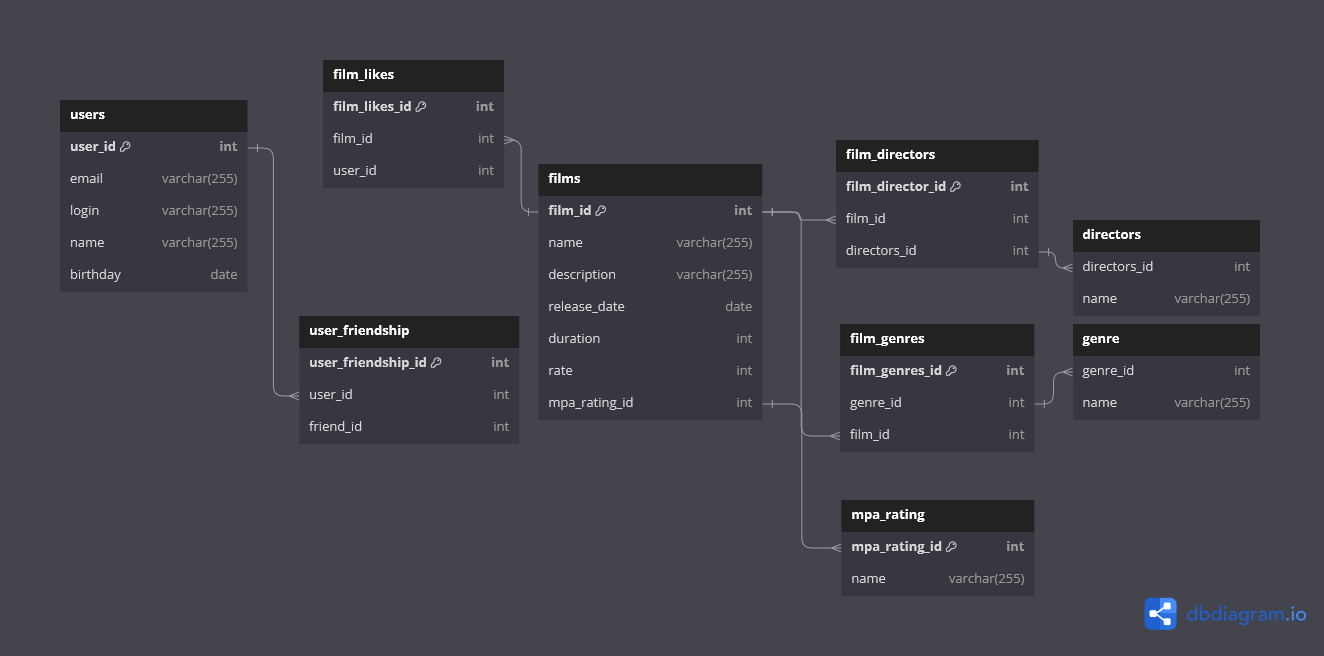 users
user_id int
email varchar(255)
login varchar(255)
name varchar(255)
birthday date
film_likes
film_likes_id int
film_id int
user_id int
user_friendship
user_friendship_id int
user_id int
friend_id int
films
film_id int
name varchar(255)
description varchar(255)
release_date date
duration int
rate int
mpa_rating_id int
film_directors
film_director_id int
film_id int
directors_id int
directors
directors_id int
name varchar(255)
film_genres
film_genres_id int
genre_id int
film_id int
genre
genre_id int
name varchar(255)
mpa_rating
mpa_rating_id int
name varchar(255)
dbdiagram.io